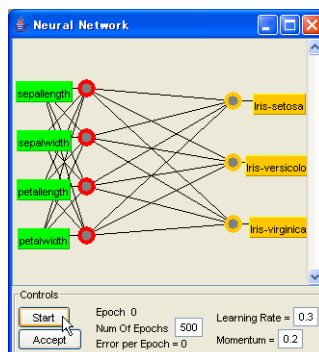 Neural Network
sepallength
Iris-setosa
sepalwidth
Iris-versicolo
petallength
petalwidth
Iris-virginica
Controls
Start
Epoch 0
Learning Rate = 0.3
Num Of Epochs 500
Accept
Error per Epoch = 0
Momentum = 0.2